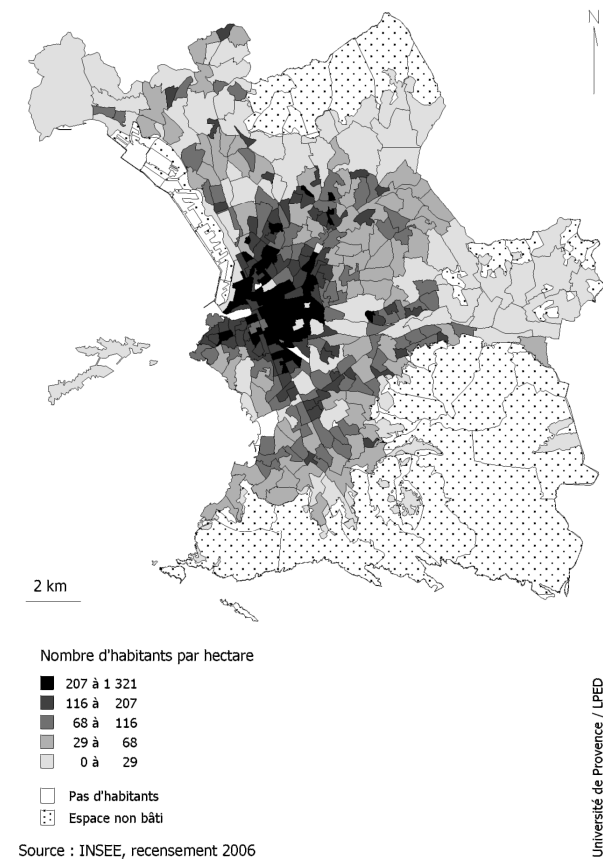 N
2 km
Nombre d'habitants par hectare
207 à 1 321
116 à 207
68 à 116
29 à 68
0 à 29
Pas d'habitants
Espace non bâti
Source : INSEE, recensement 2006
Université de Provence / LPED